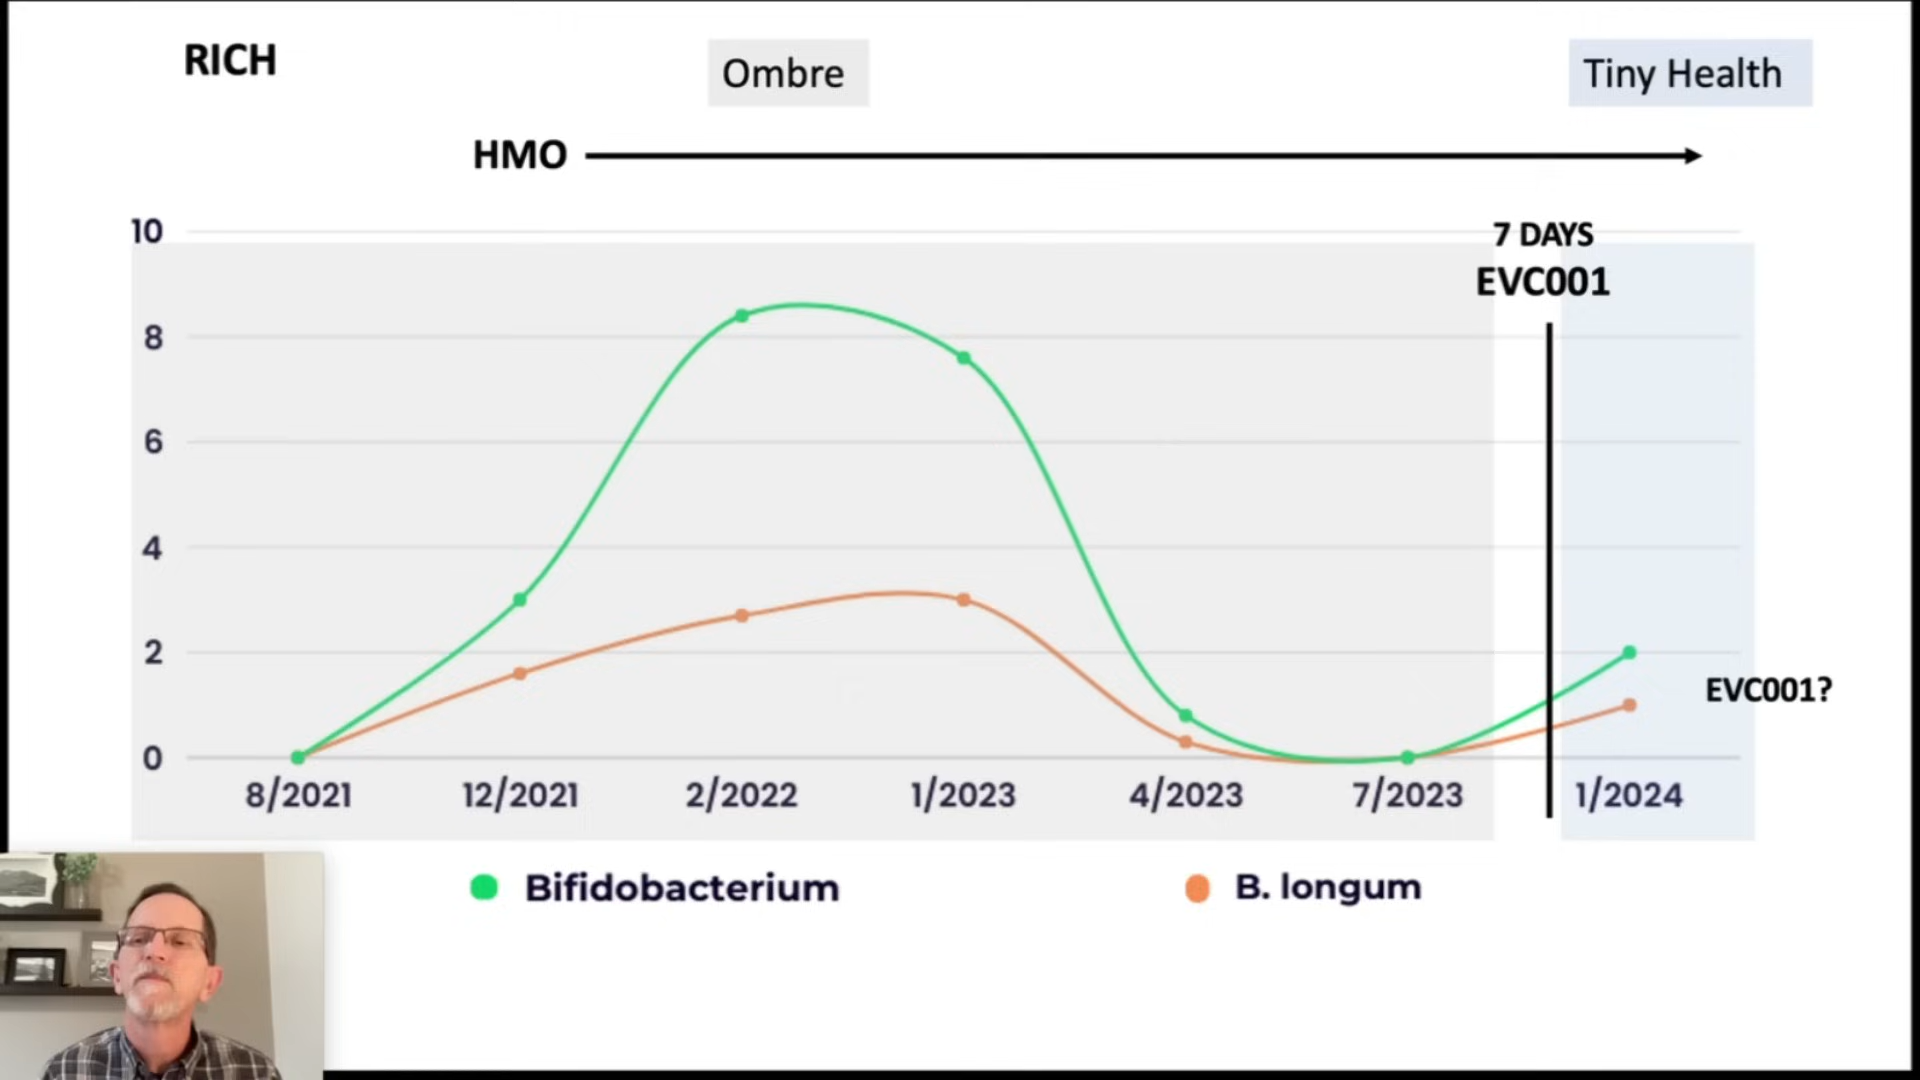 RICH
Ombre
Tiny Health
HMO
7 DAYS
EVC001
10
8
6
4
2
0
EVC001?
8/2021 12/2021 2/2022 1/2023 4/2023 7/2023 1/2024
Bifidobacterium B. longum